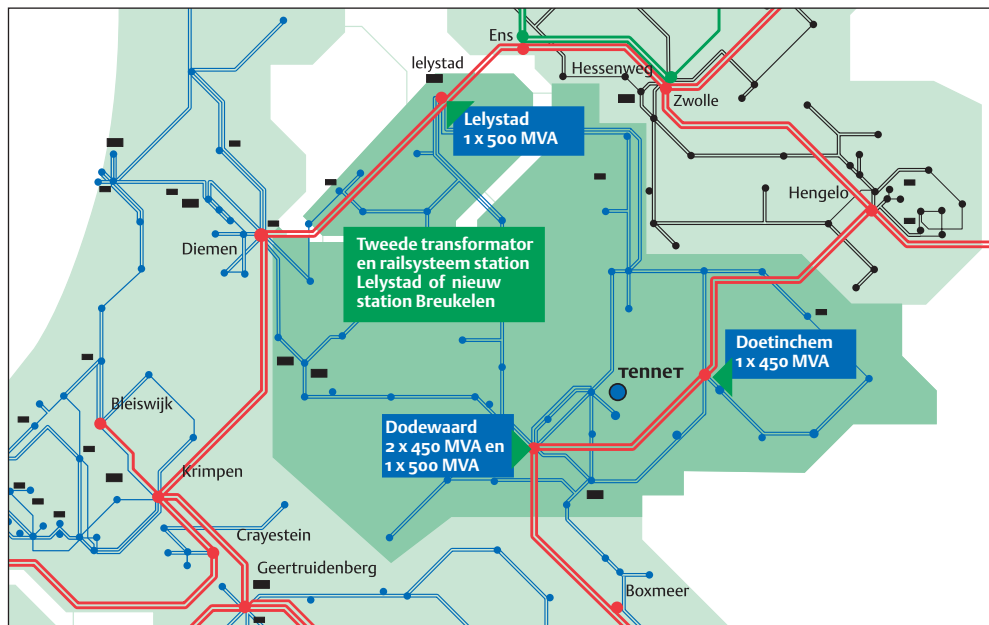 Ens
lelystad
Hessenweg
Zwolle
Lelystad
1 x 500 MVA
Hengelo
Diemen
Tweede transformator
en railsysteem station
Lelystad of nieuw
station Breukelen
Doetinchem
1 x 450 MVA
TENNET
Bleiswijk
Dodewaard
2 x 450 MVA en
1 x 500 MVA
Krimpen
Crayestein
Geertruidenberg
Boxmeer